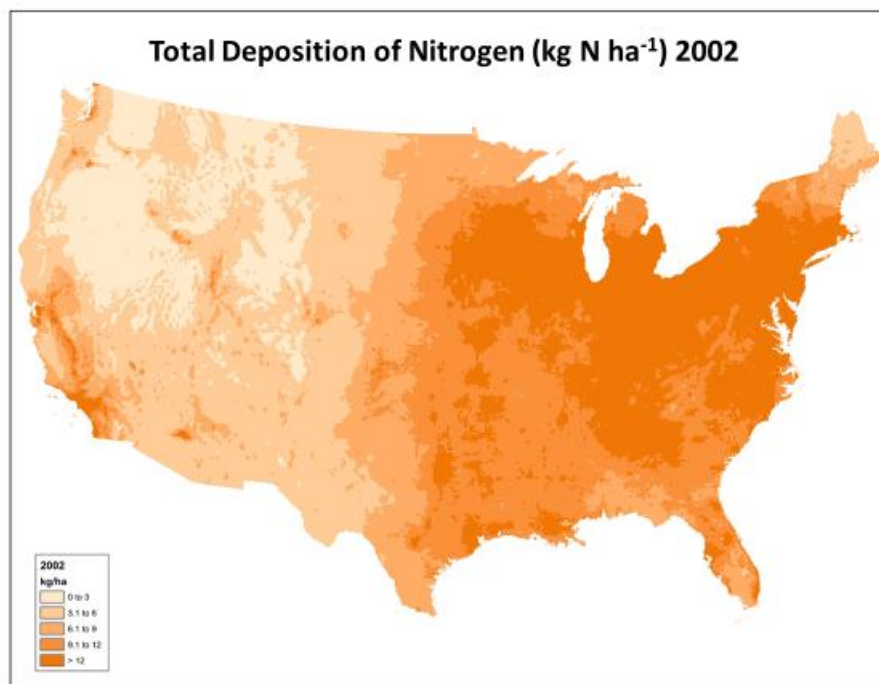 Total Deposition of Nitrogen (kg N ha⁻¹) 2002
2002
kg/ha
0 to 3
3.1 to 6
6.1 to 9
9.1 to 12
> 12